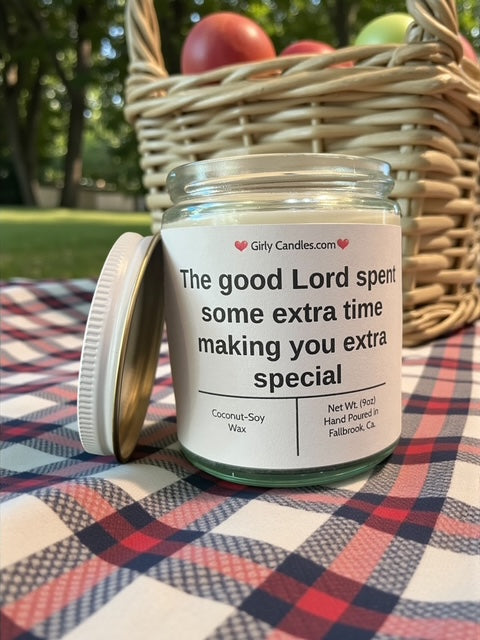 ❤ Girly Candles.com ❤
The good Lord spent
some extra time
making you extra
special
Coconut-Soy
Wax
Net Wt. (9oz)
Hand Poured in
Fallbrook, Ca.